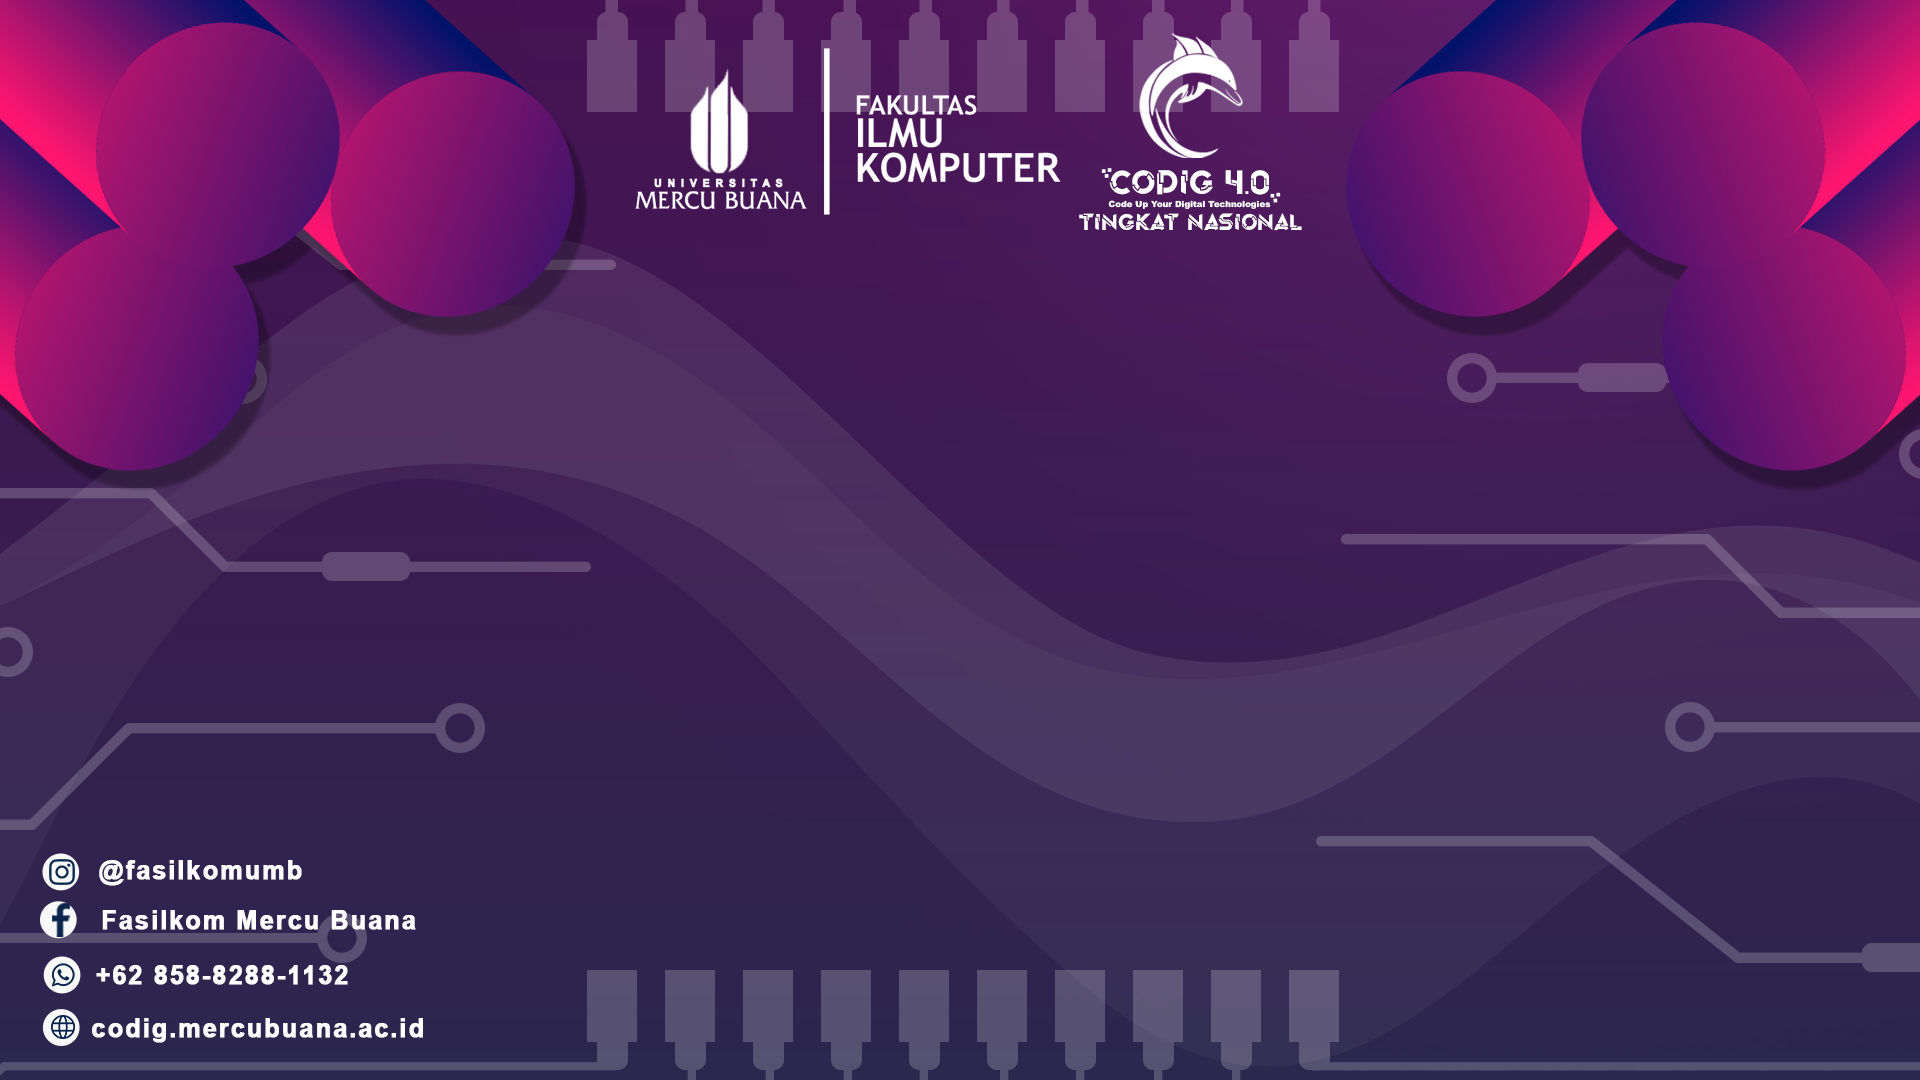 UNIVERSITAS
MERCU BUANA
FAKULTAS
ILMU
KOMPUTER
CODIG 4.0
Code Up Your Digital Technologies
TINGKAT NASIONAL
@fasilkomumb
Fasilkom Mercu Buana
+62 858-8288-1132
codig.mercubuana.ac.id